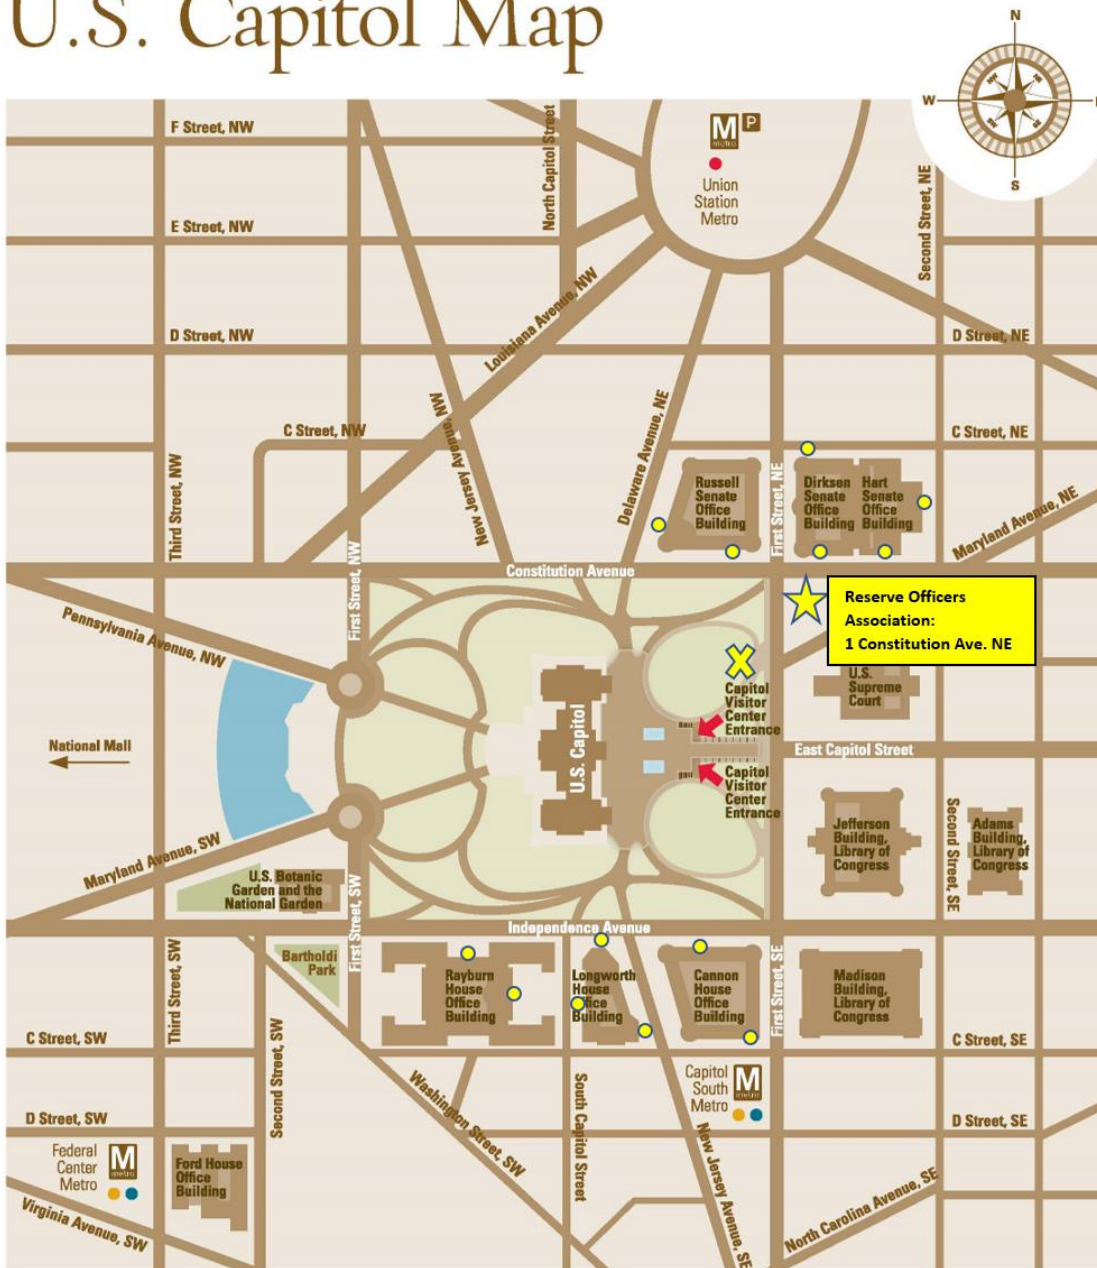 U.S. Capitol Map
N
W
S
F Street, NW
North Capitol Street
M
P
metro
Union
Station
Metro
Second Street, NE
E Street, NW
Louisiana Avenue, NW
D Street, NW
D Street, NE
C Street, NW
New Jersey Avenue, NW
Delaware Avenue, NE
C Street, NE
Third Street, NW
Russell
Senate
Office
Building
First Street, NE
Dirksen
Senate
Office
Building
Hart
Senate
Office
Building
Maryland Avenue, NE
Constitution Avenue
First Street, NW
Pennsylvania Avenue, NW
Reserve Officers
Association:
1 Constitution Ave. NE
U.S.
Supreme
Court
Capitol
Visitor
Center
Entrance
U.S. Capitol
National Mall
East Capitol Street
Capitol
Visitor
Center
Entrance
Maryland Avenue, SW
Jefferson
Building,
Library of
Congress
Second Street, SE
Adams
Building,
Library of
Congress
U.S. Botanic
Garden and the
National Garden
First Street, SW
Independence Avenue
Bartholdi
Park
Third Street, SW
Rayburn
House
Office
Building
Longworth
House
Office
Building
Cannon
House
Office
Building
First Street, SE
Madison
Building,
Library of
Congress
C Street, SW
C Street, SE
Second Street, SW
Washington Street, SW
South Capitol Street
Capitol
South
Metro
M
metro
D Street, SW
D Street, SE
New Jersey Avenue, SE
Federal
Center
Metro
M
metro
Ford House
Office
Building
Virginia Avenue, SW
North Carolina Avenue, SE